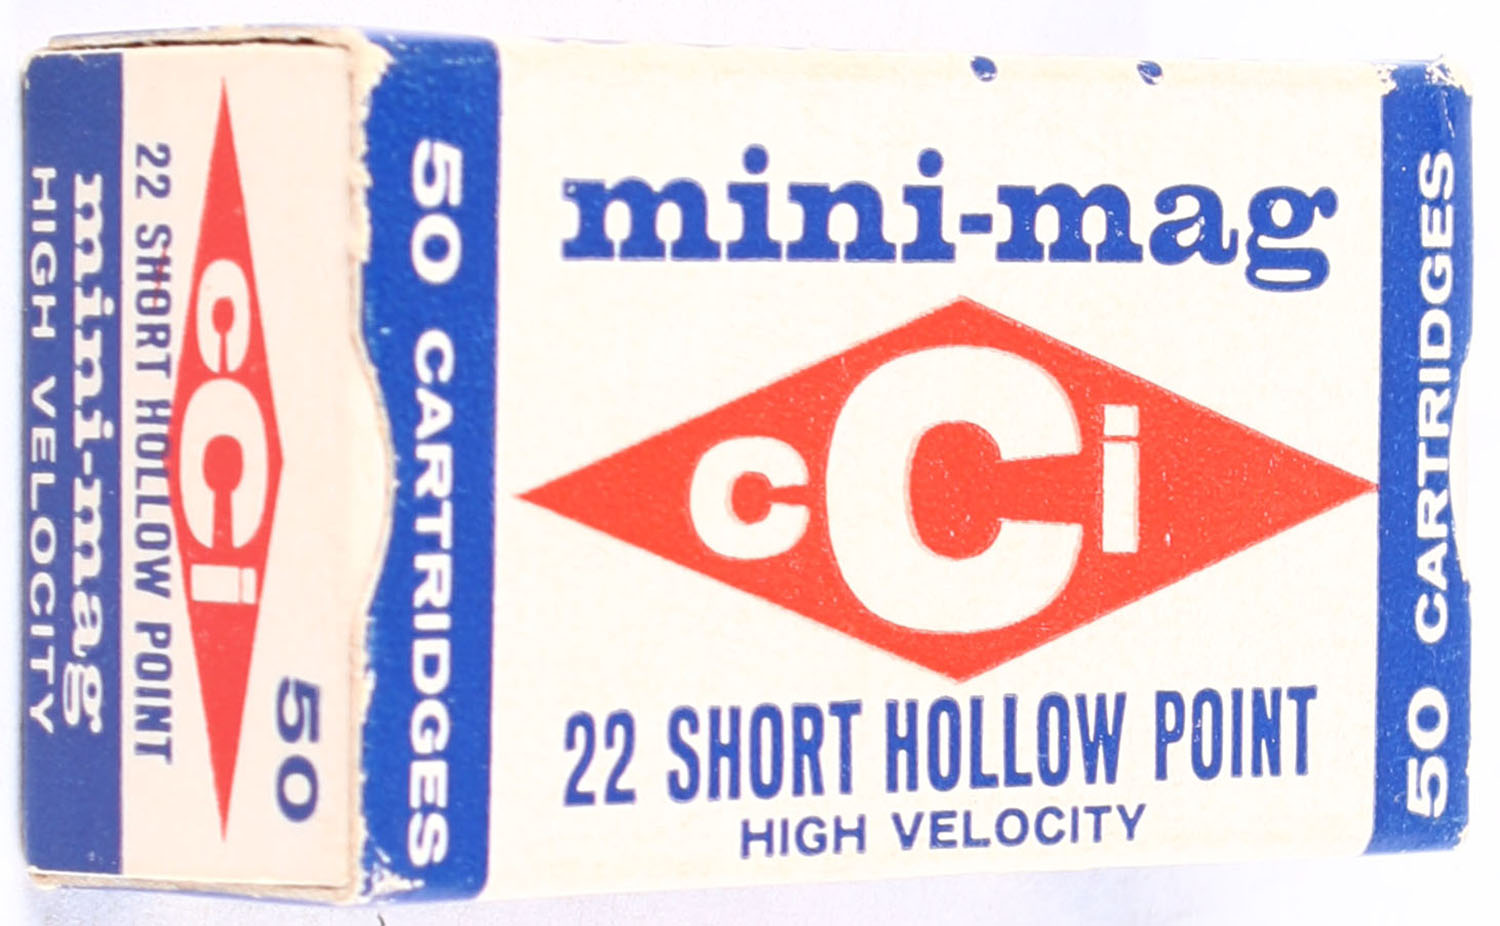 mini-mag
cCi
22 SHORT HOLLOW POINT
HIGH VELOCITY
50 CARTRIDGES
50 CARTRIDGES
50
cCi
22 SHORT HOLLOW POINT
mini-mag
HIGH VELOCITY